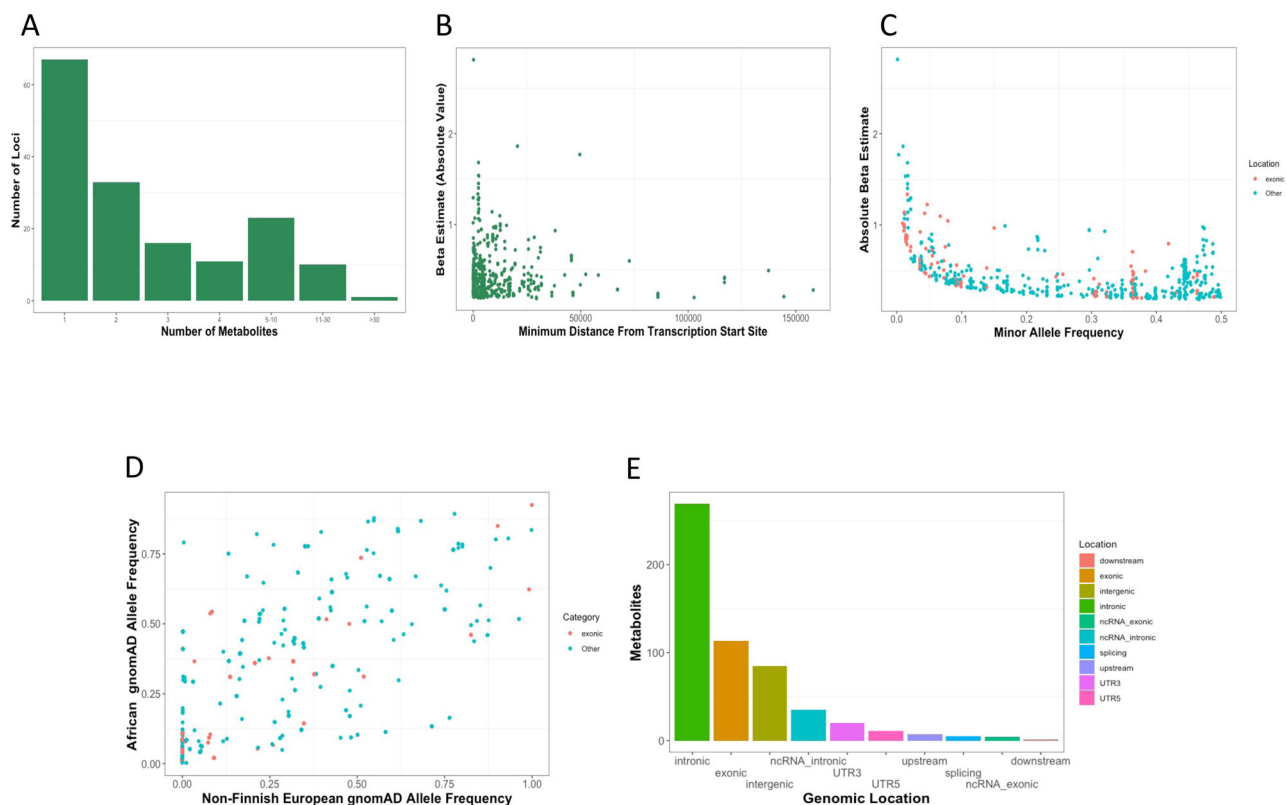 A
Number of Loci
60
40
20
0
1 2 3 4 5-10 11-30 >30
Number of Metabolites
B
Beta Estimate (Absolute Value)
2
1
0 50000 100000 150000
Minimum Distance From Transcription Start Site
C
Absolute Beta Estimate
2
1
0.0 0.1 0.2 0.3 0.4 0.5
Minor Allele Frequency
Location
exonic
Other
D
African gnomAD Allele Frequency
0.75
0.50
0.25
0.00
0.00 0.25 0.50 0.75 1.00
Non-Finnish European gnomAD Allele Frequency
Category
exonic
Other
E
Metabolites
200
100
0
intronic ncRNA_intronic upstream downstream
exonic UTR3 splicing
intergenic UTR5 ncRNA_exonic
Genomic Location
Location
downstream
exonic
intergenic
intronic
ncRNA_exonic
ncRNA_intronic
splicing
upstream
UTR3
UTR5